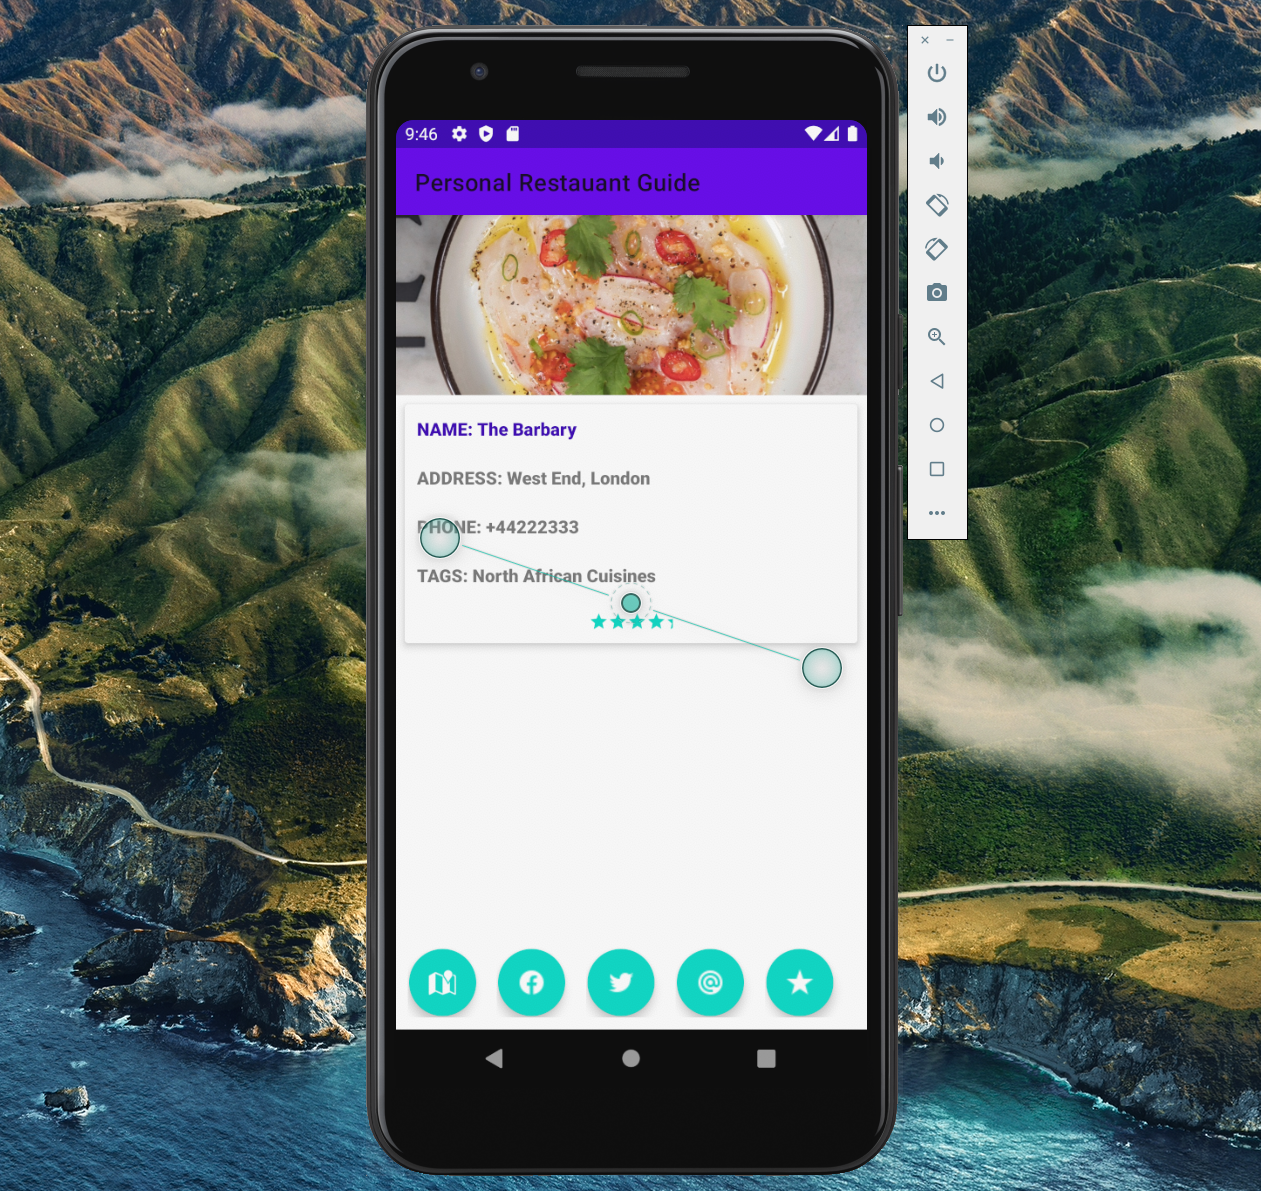 9:46
Personal Restauant Guide
NAME: The Barbary
ADDRESS: West End, London
PHONE: +44222333
TAGS: North African Cuisines